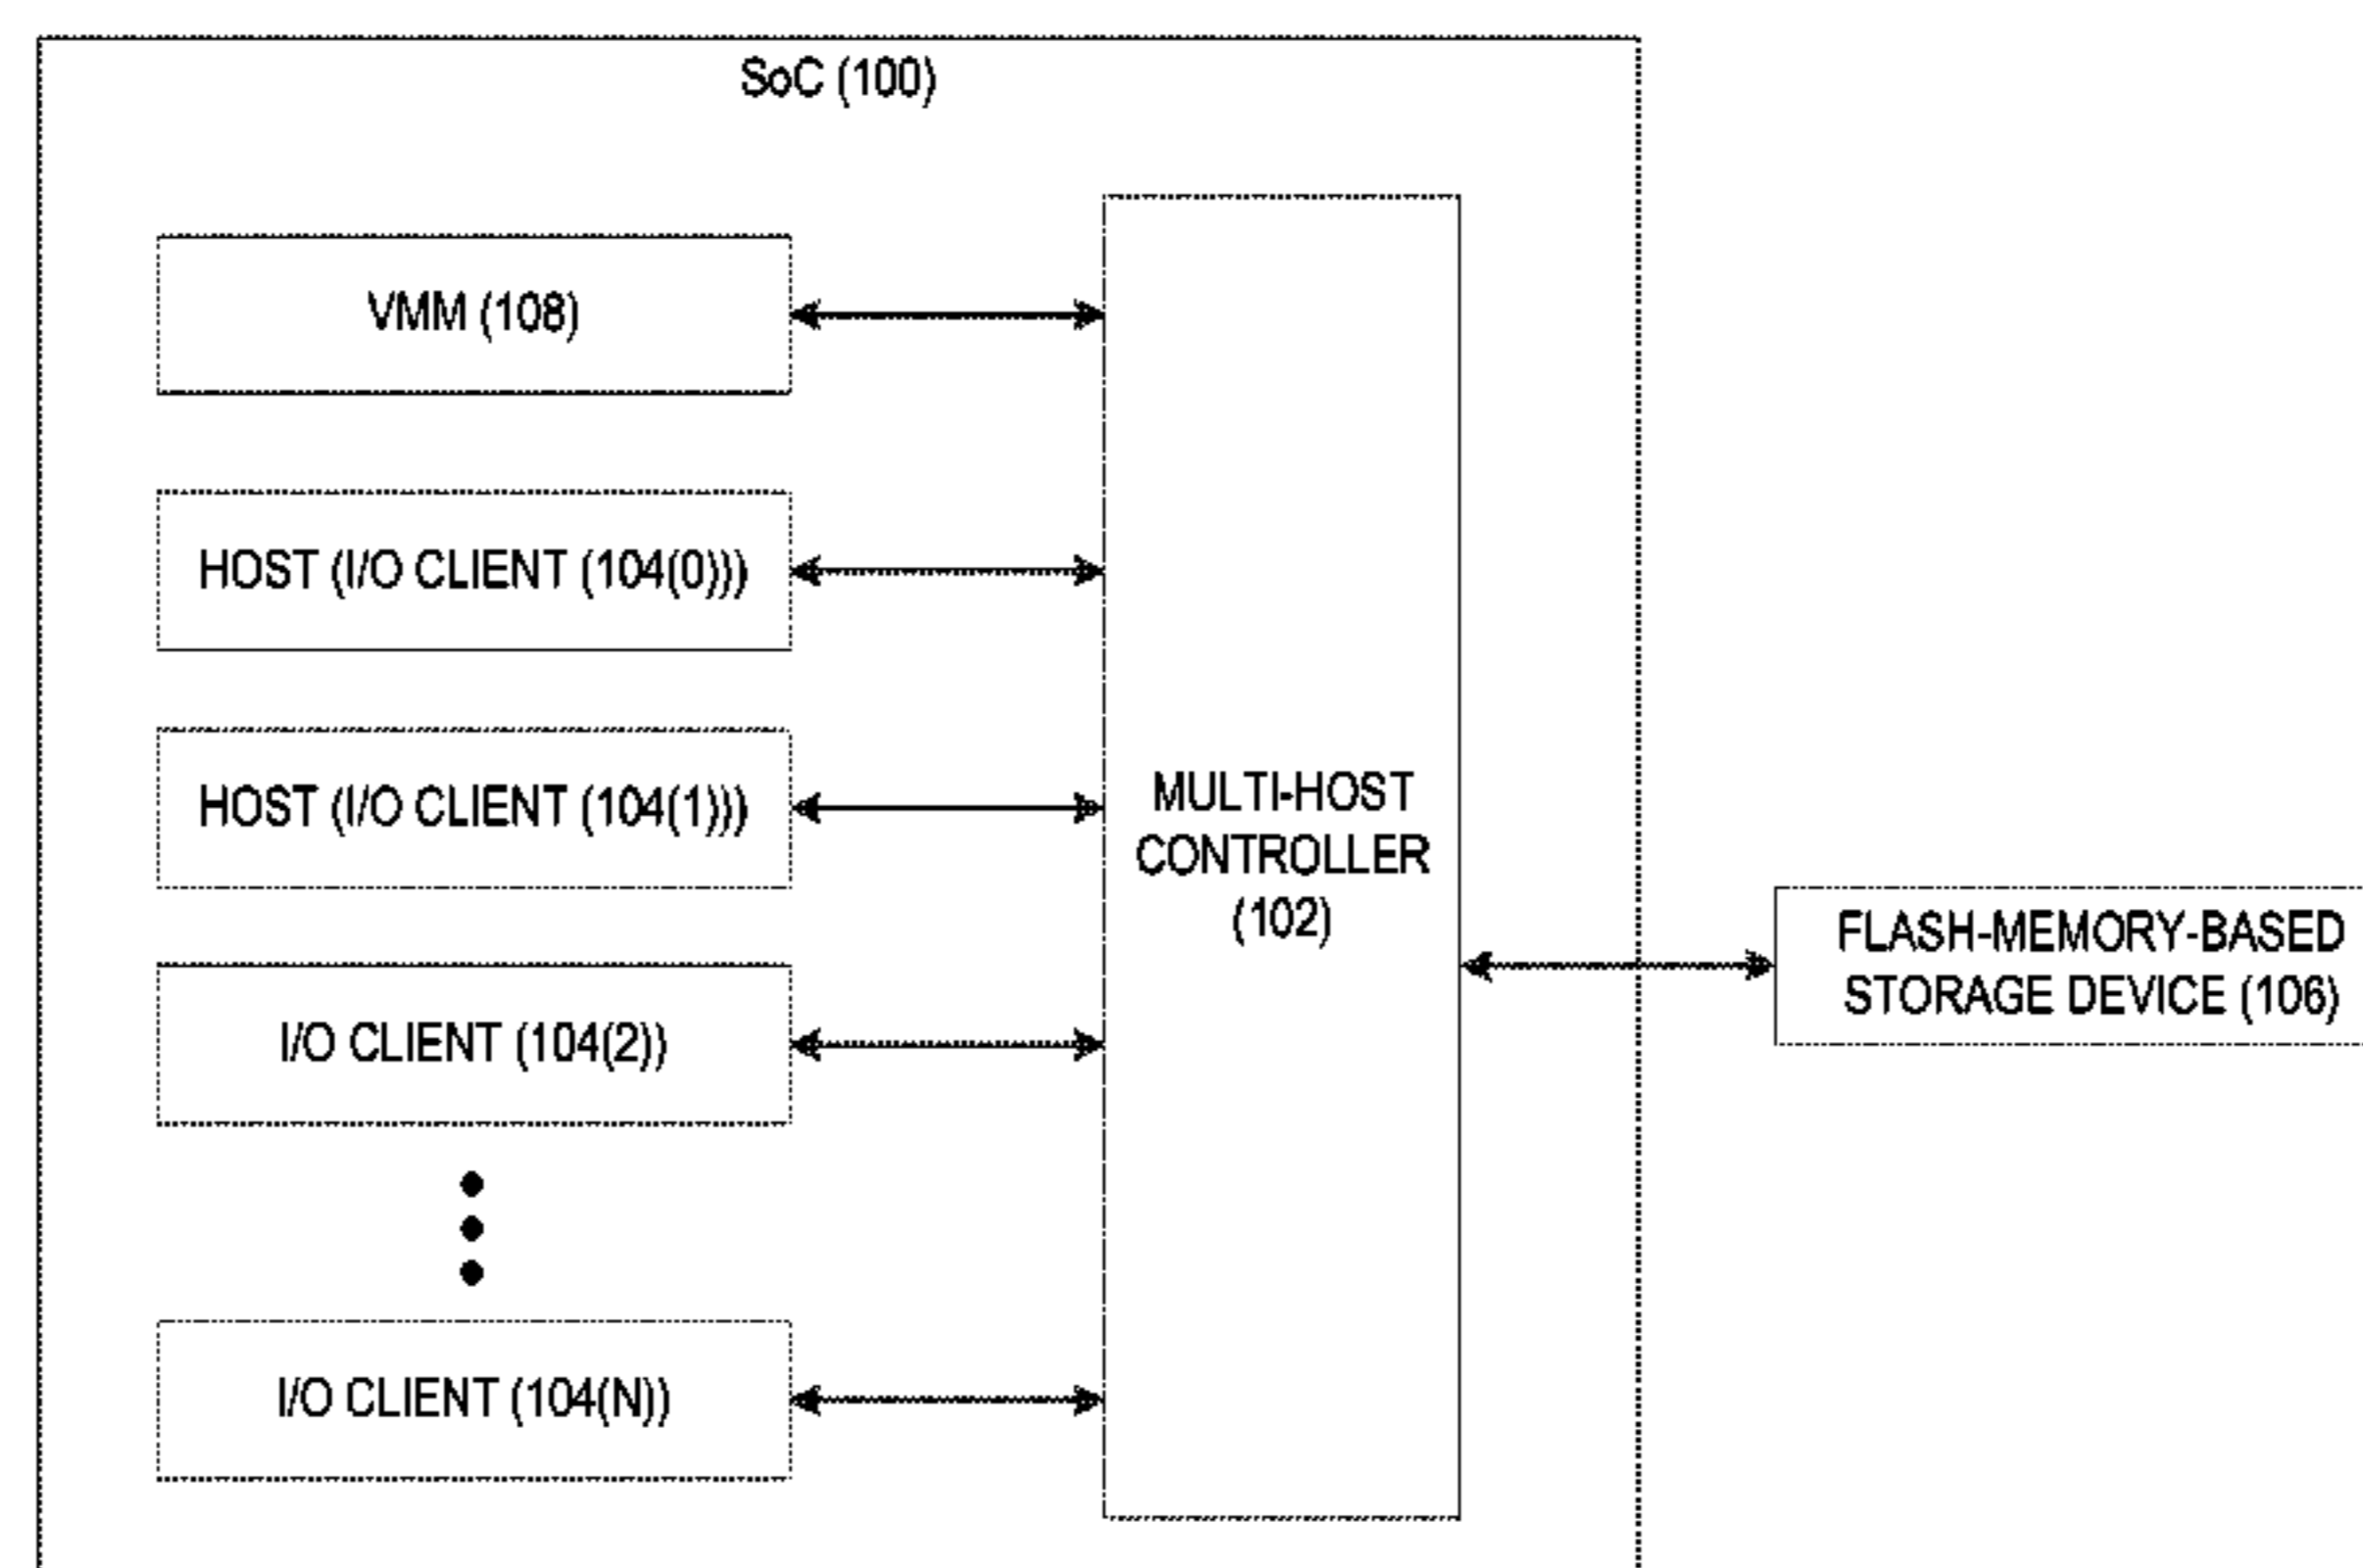 SoC (100)
VMM (108)
HOST (I/O CLIENT (104(0)))
HOST (I/O CLIENT (104(1)))
I/O CLIENT (104(2))
I/O CLIENT (104(N))
MULTI-HOST
CONTROLLER
(102)
FLASH-MEMORY-BASED
STORAGE DEVICE (106)